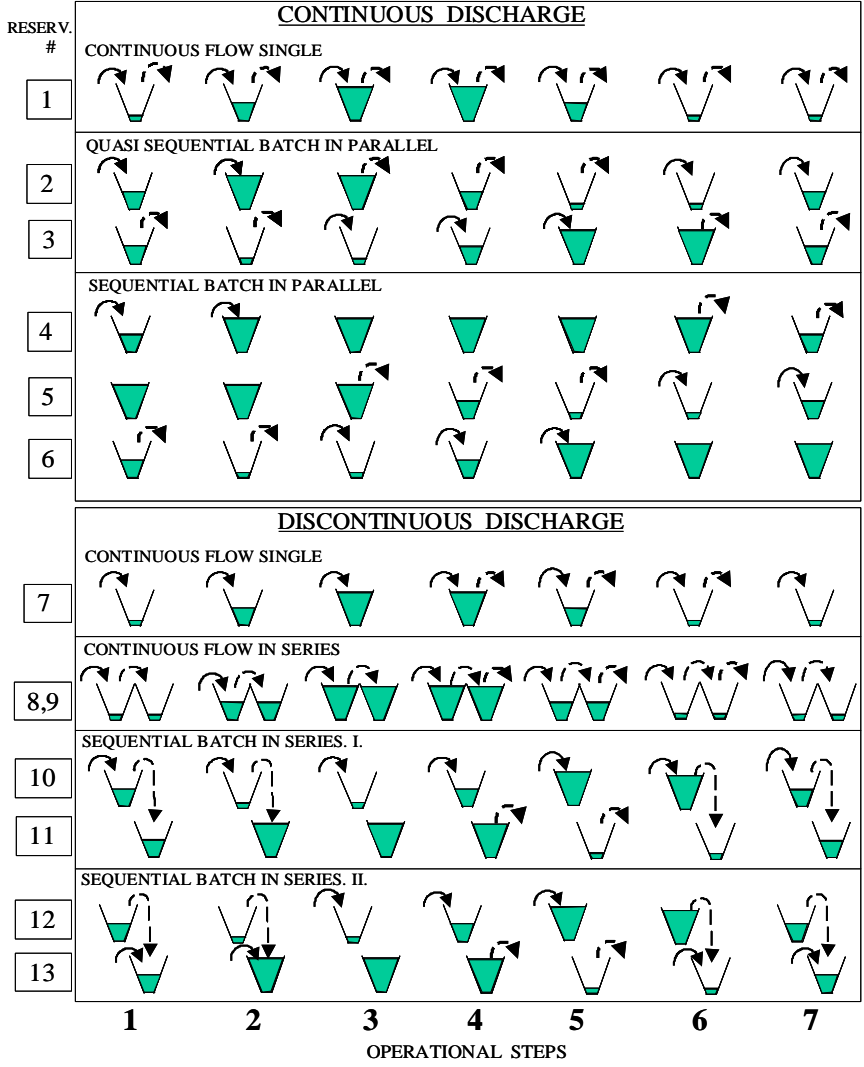 CONTINUOUS DISCHARGE
RESERV.
#
CONTINUOUS FLOW SINGLE
1
QUASI SEQUENTIAL BATCH IN PARALLEL
2
3
SEQUENTIAL BATCH IN PARALLEL
4
5
6
DISCONTINUOUS DISCHARGE
CONTINUOUS FLOW SINGLE
7
CONTINUOUS FLOW IN SERIES
8,9
SEQUENTIAL BATCH IN SERIES. I.
10
11
SEQUENTIAL BATCH IN SERIES. II.
12
13
1 2 3 4 5 6 7
OPERATIONAL STEPS